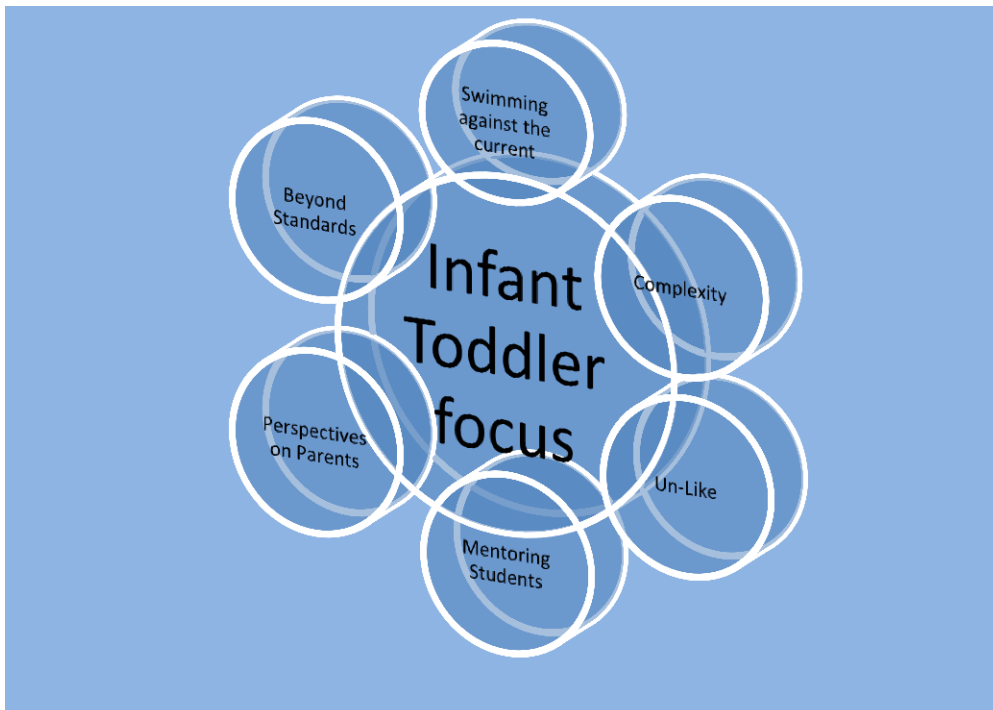 Swimming
against the
current
Beyond
Standards
Infant
Toddler
focus
Complexity
Perspectives
on Parents
Un-Like
Mentoring
Students